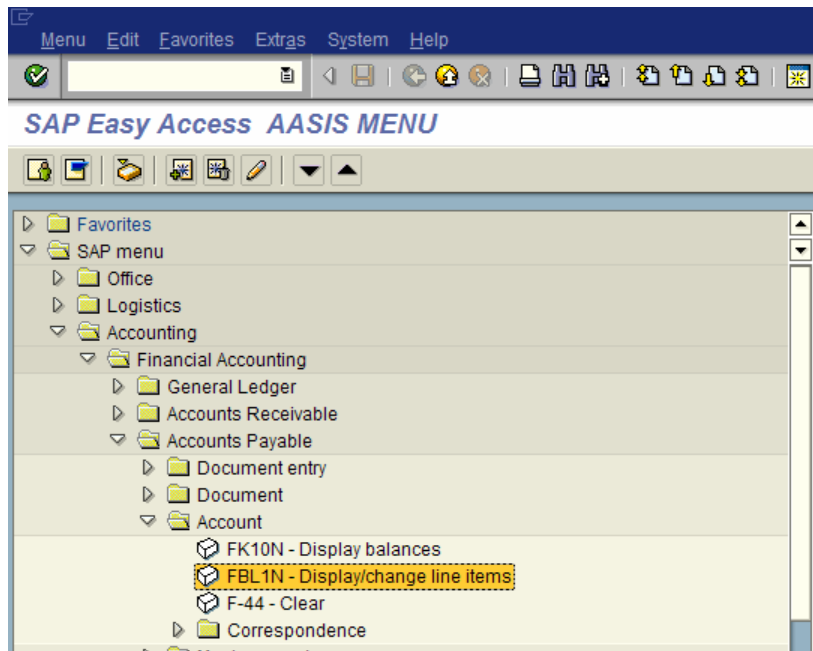 Menu Edit Favorites Extras System Help
SAP Easy Access AASIS MENU
Favorites
SAP menu
Office
Logistics
Accounting
Financial Accounting
General Ledger
Accounts Receivable
Accounts Payable
Document entry
Document
Account
FK10N - Display balances
FBL1N - Display/change line items
F-44 - Clear
Correspondence